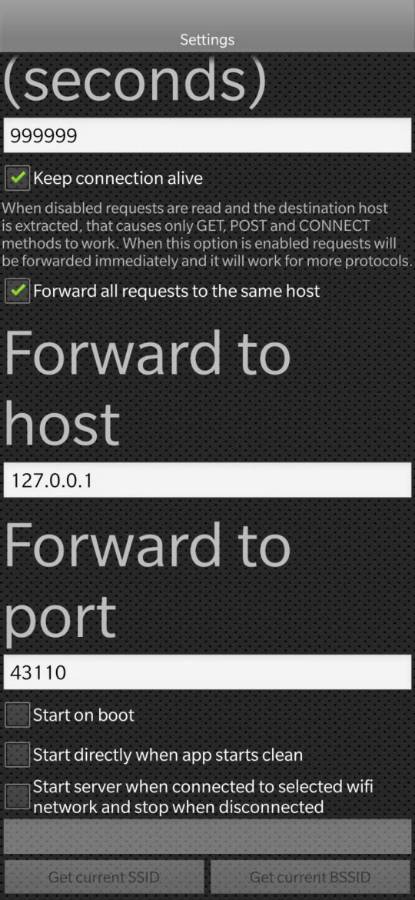 Settings
(seconds)
999999
Keep connection alive
When disabled requests are read and the destination host
is extracted, that causes only GET, POST and CONNECT
methods to work. When this option is enabled requests will
be forwarded immediately and it will work for more protocols.
Forward all requests to the same host
Forward to
host
127.0.0.1
Forward to
port
43110
Start on boot
Start directly when app starts clean
Start server when connected to selected wifi
network and stop when disconnected
Get current SSID
Get current BSSID